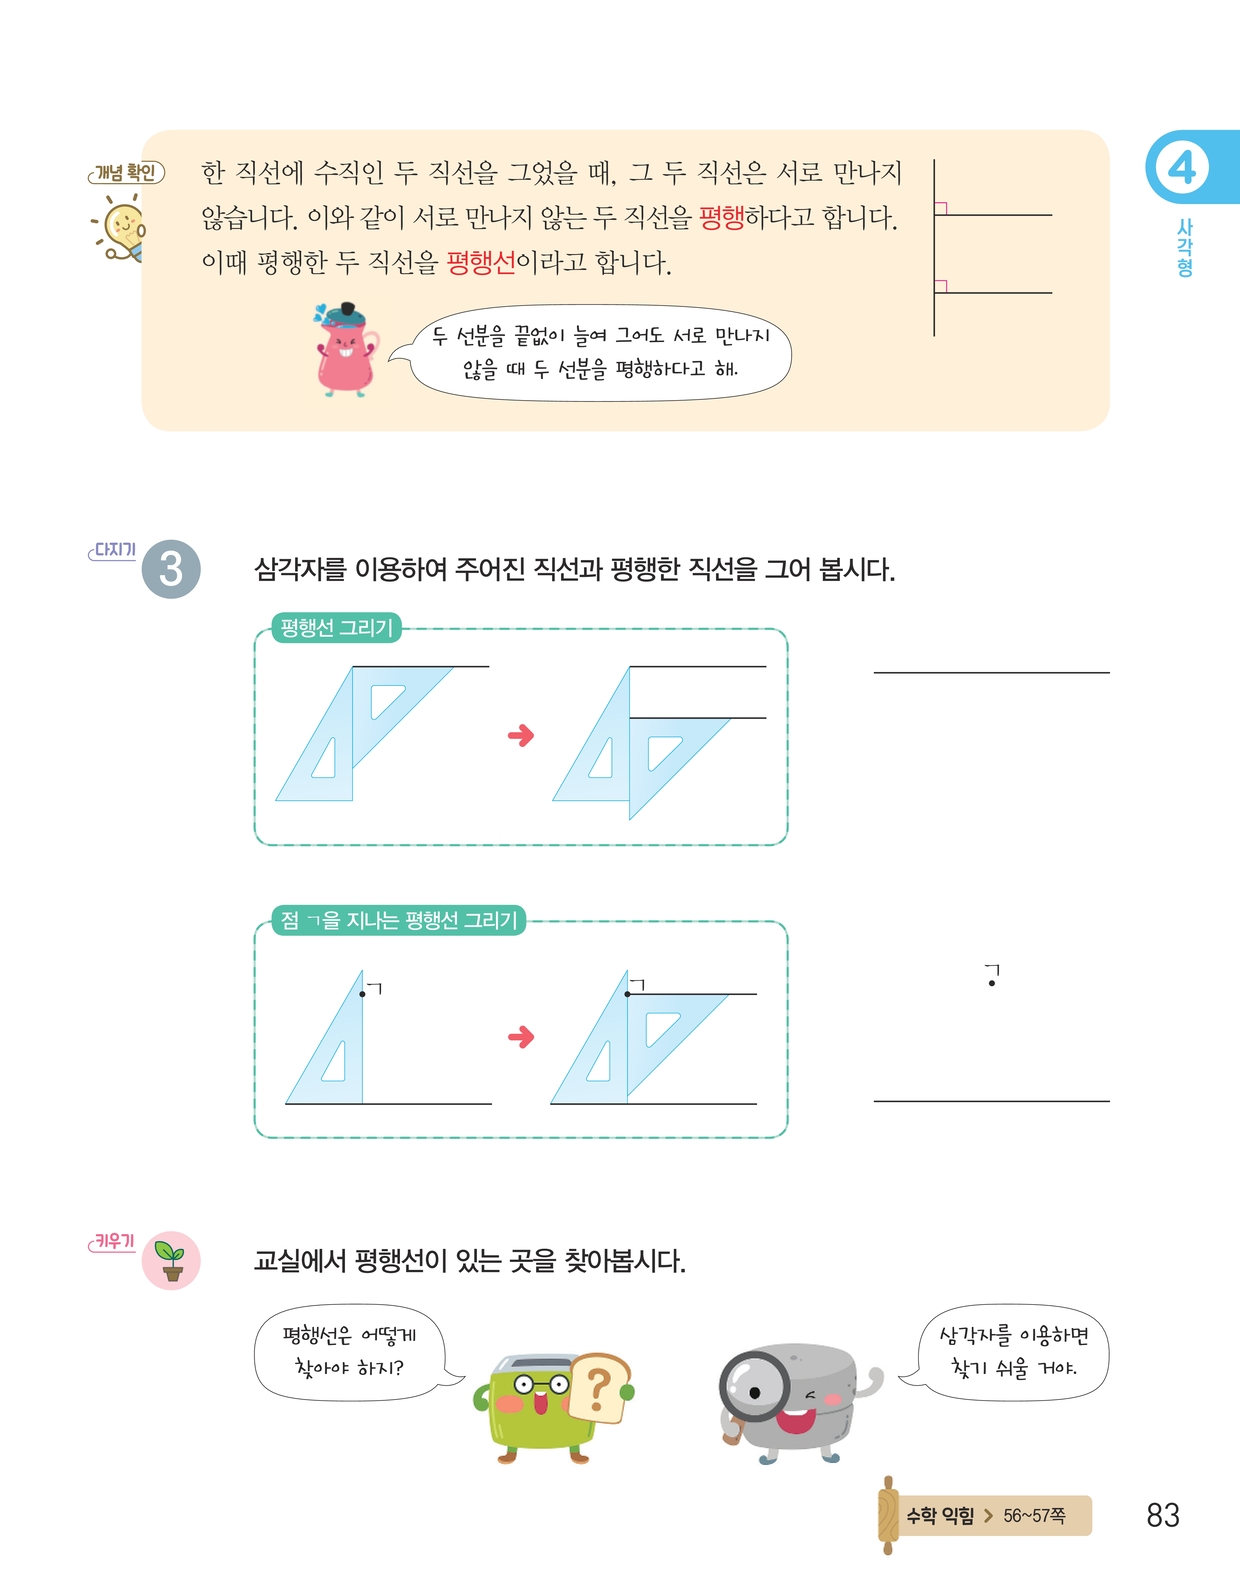 개념 확인
한 직선에 수직인 두 직선을 그었을 때, 그 두 직선은 서로 만나지
않습니다. 이와 같이 서로 만나지 않는 두 직선을 평행하다고 합니다.
이때 평행한 두 직선을 평행선이라고 합니다.
두 선분을 끝없이 늘여 그어도 서로 만나지
않을 때 두 선분을 평행하다고 해.
4
사각형
다지기
3
삼각자를 이용하여 주어진 직선과 평행한 직선을 그어 봅시다.
평행선 그리기
점 ㄱ을 지나는 평행선 그리기
ㄱ
ㄱ
ㄱ
키우기
교실에서 평행선이 있는 곳을 찾아봅시다.
평행선은 어떻게
찾아야 하지?
?
삼각자를 이용하면
찾기 쉬울 거야.
수학 익힘 > 56~57쪽
83